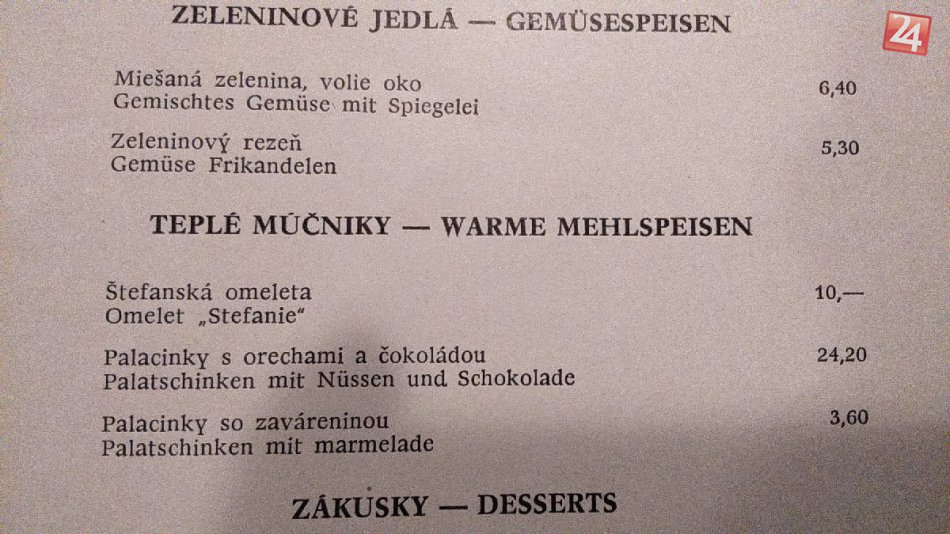 24
ZELENINOVÉ JEDLÁ — GEMÜSESPEISEN
Miešaná zelenina, volie oko 6,40
Gemischtes Gemüse mit Spiegelei
Zeleninový rezeň 5,30
Gemüse Frikandelen
TEPLÉ MÚČNIKY — WARME MEHLSPEISEN
Štefanská omeleta 10,—
Omelet „Stefanie“
Palacinky s orechami a čokoládou 24,20
Palatschinken mit Nüssen und Schokolade
Palacinky so zaváreninou 3,60
Palatschinken mit marmelade
ZÁKUSKY — DESSERTS